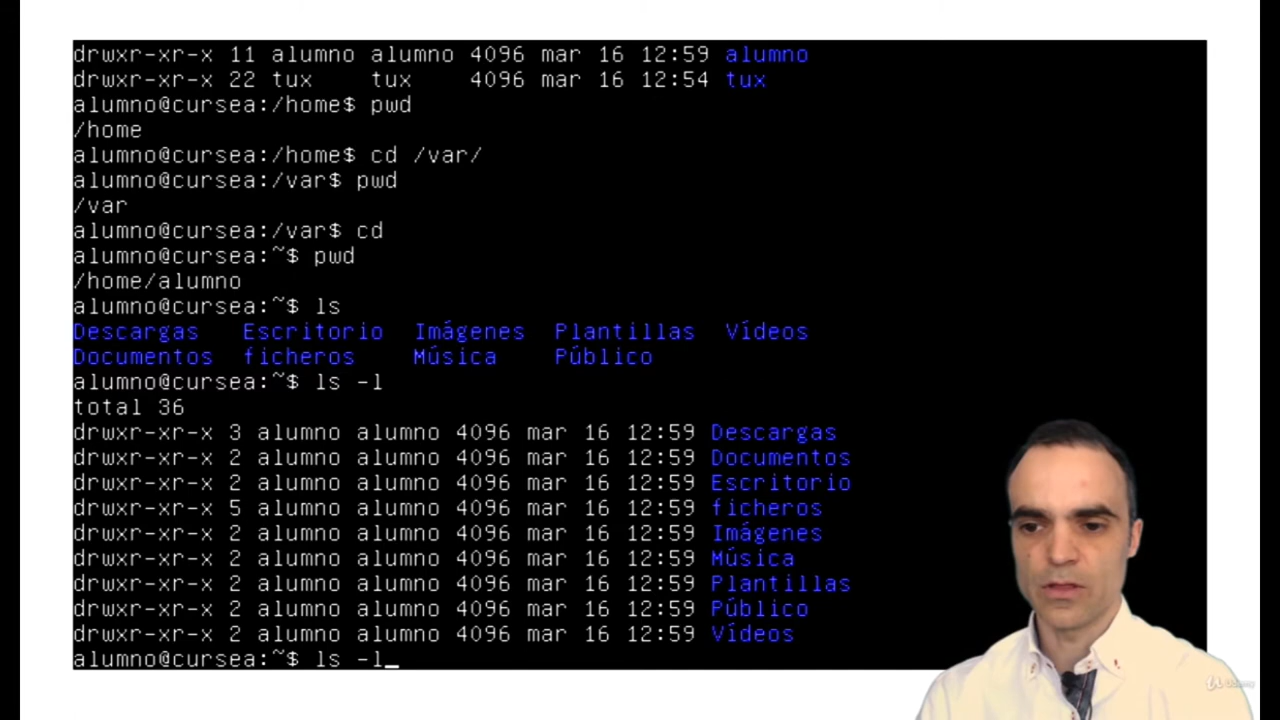 drwxr-xr-x 11 alumno alumno 4096 mar 16 12:59 alumno
drwxr-xr-x 22 tux    tux    4096 mar 16 12:54 tux
alumno@cursea:/home$ pwd
/home
alumno@cursea:/home$ cd /var/
alumno@cursea:/var$ pwd
/var
alumno@cursea:/var$ cd
alumno@cursea:~$ pwd
/home/alumno
alumno@cursea:~$ ls
Descargas   Escritorio  Imágenes  Plantillas  Vídeos
Documentos  ficheros    Música    Público
alumno@cursea:~$ ls -l
total 36
drwxr-xr-x 3 alumno alumno 4096 mar 16 12:59 Descargas
drwxr-xr-x 2 alumno alumno 4096 mar 16 12:59 Documentos
drwxr-xr-x 2 alumno alumno 4096 mar 16 12:59 Escritorio
drwxr-xr-x 5 alumno alumno 4096 mar 16 12:59 ficheros
drwxr-xr-x 2 alumno alumno 4096 mar 16 12:59 Imágenes
drwxr-xr-x 2 alumno alumno 4096 mar 16 12:59 Música
drwxr-xr-x 2 alumno alumno 4096 mar 16 12:59 Plantillas
drwxr-xr-x 2 alumno alumno 4096 mar 16 12:59 Público
drwxr-xr-x 2 alumno alumno 4096 mar 16 12:59 Vídeos
alumno@cursea:~$ ls -l_
Udemy